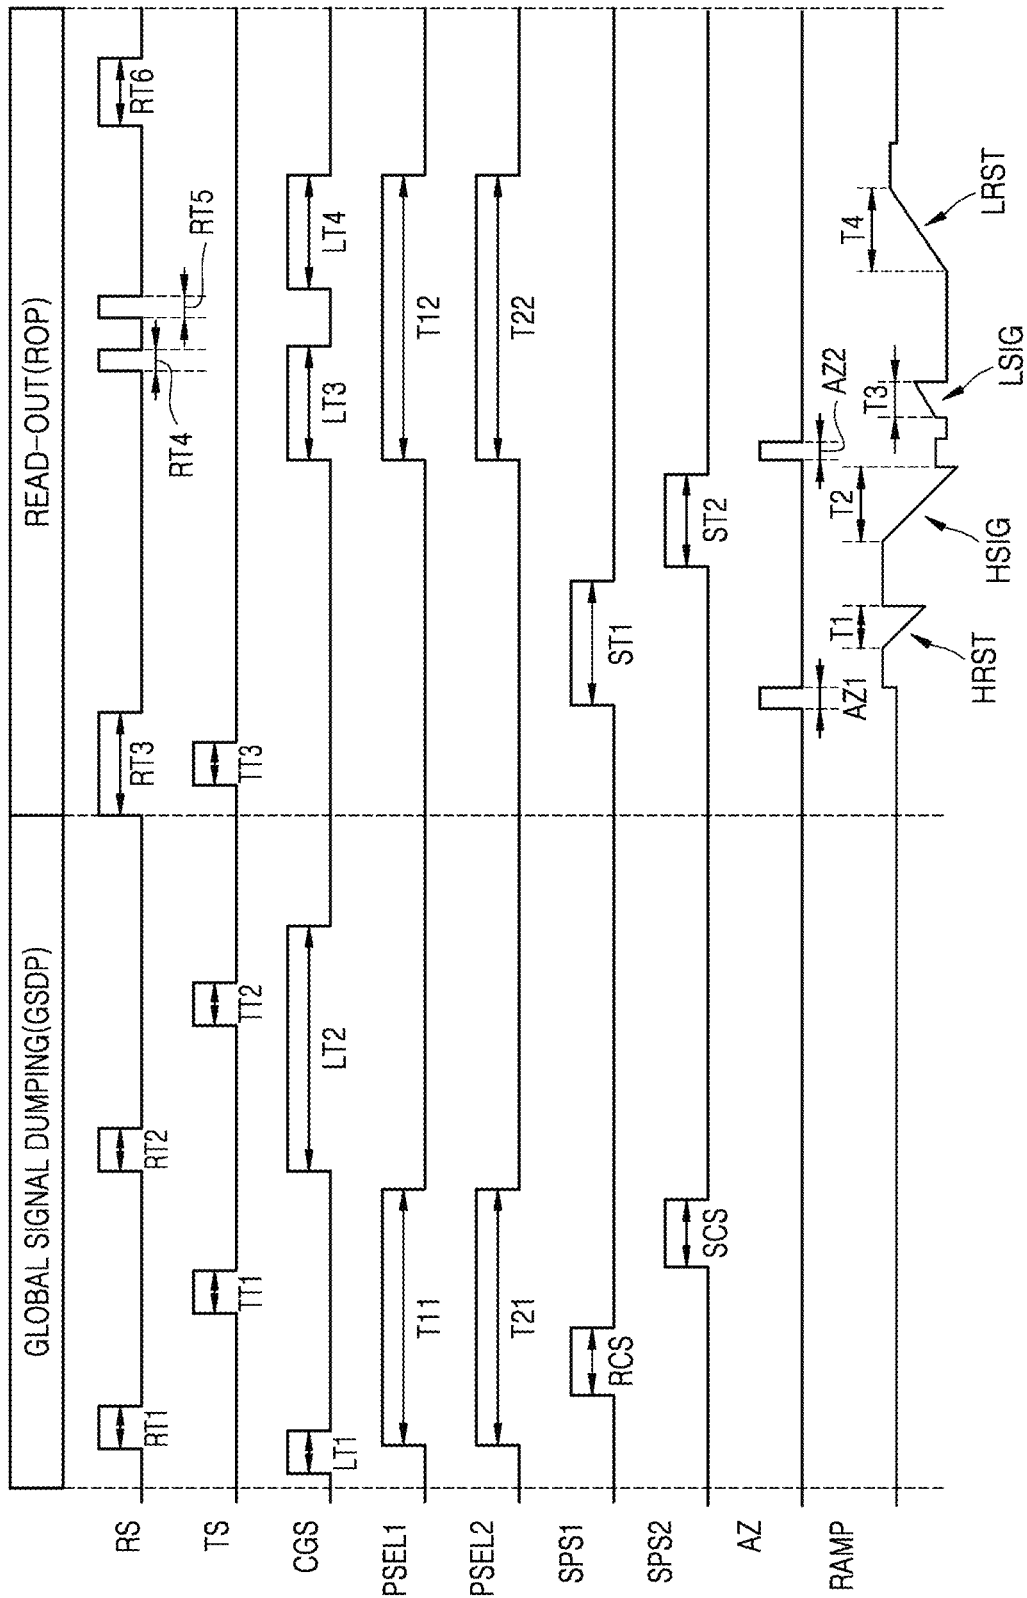 GLOBAL SIGNAL DUMPING(GSDP)
READ-OUT(ROP)
RS
RT1
RT2
RT3
RT4
RT5
RT6
TS
TT1
TT2
TT3
CGS
LT1
LT2
LT3
LT4
PSEL1
T11
T12
PSEL2
T21
T22
SPS1
RCS
ST1
SPS2
SCS
ST2
AZ
AZ1
AZ2
RAMP
T1
T2
T3
T4
HRST
HSIG
LSIG
LRST